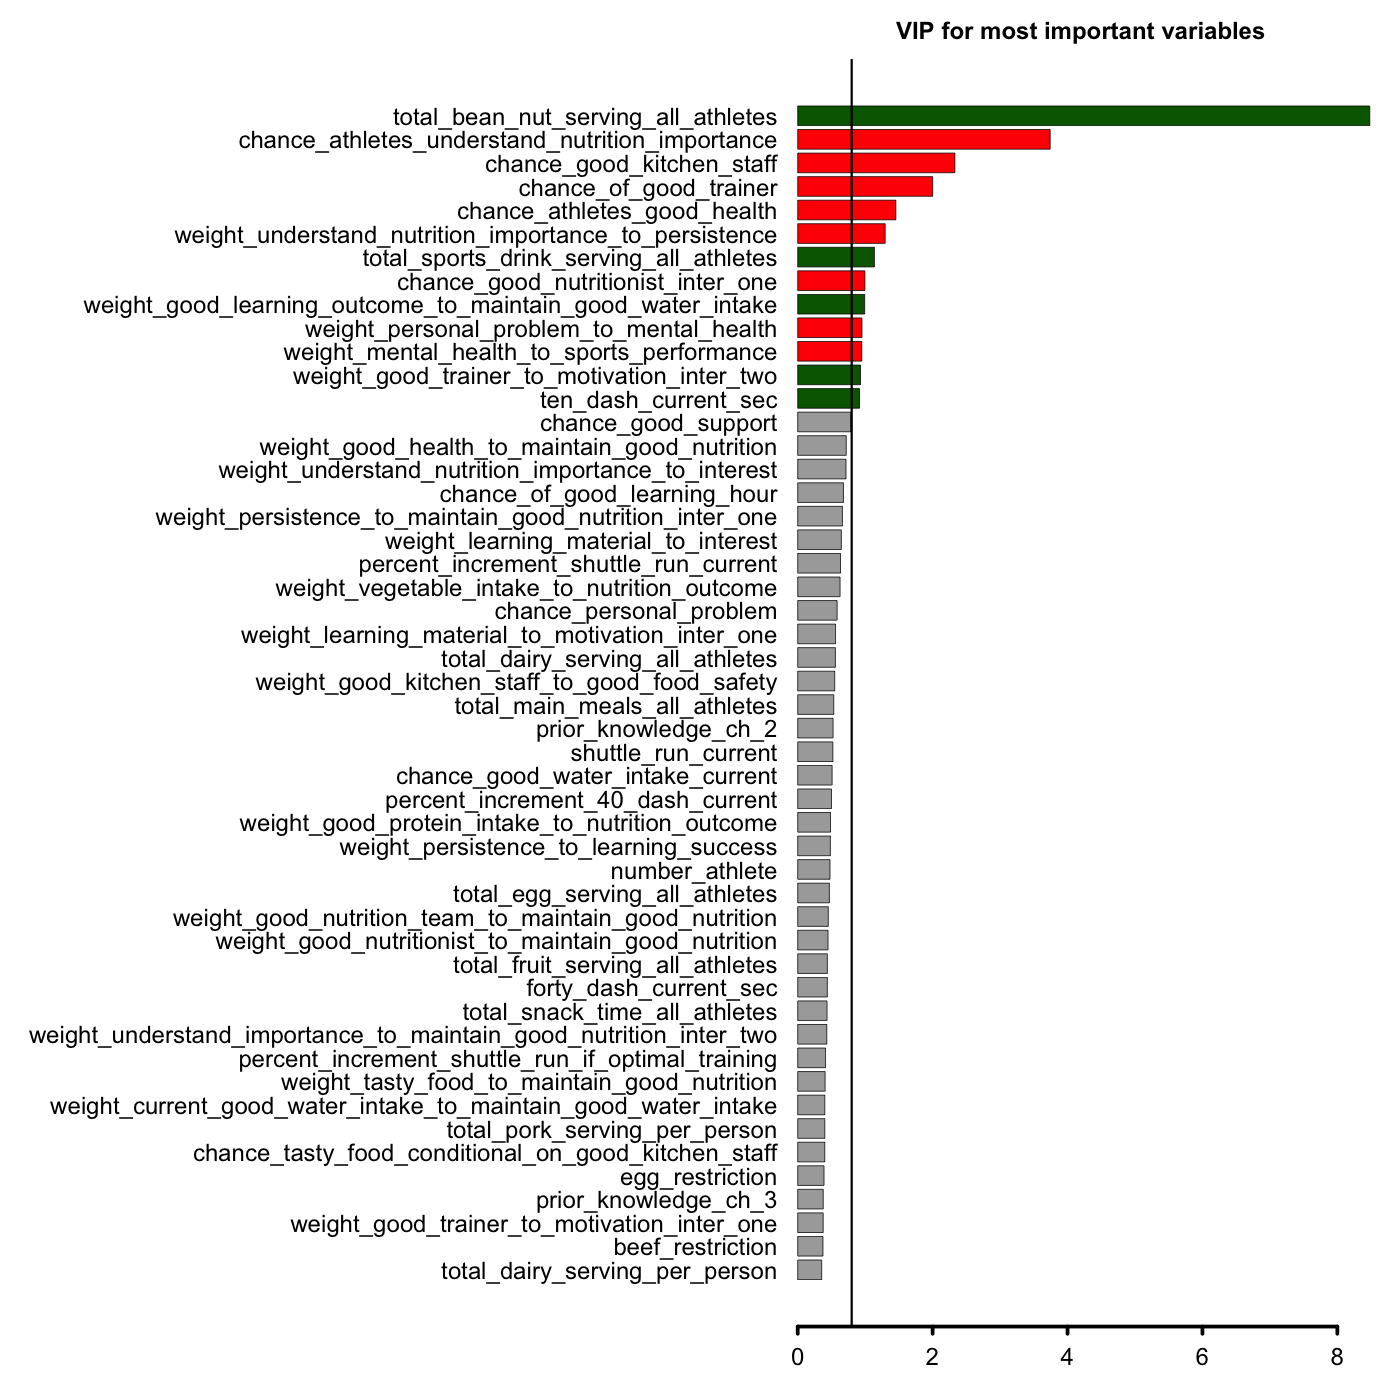 VIP for most important variables
total_bean_nut_serving_all_athletes
chance_athletes_understand_nutrition_importance
chance_good_kitchen_staff
chance_of_good_trainer
chance_athletes_good_health
weight_understand_nutrition_importance_to_persistence
total_sports_drink_serving_all_athletes
chance_good_nutritionist_inter_one
weight_good_learning_outcome_to_maintain_good_water_intake
weight_personal_problem_to_mental_health
weight_mental_health_to_sports_performance
weight_good_trainer_to_motivation_inter_two
ten_dash_current_sec
chance_good_support
weight_good_health_to_maintain_good_nutrition
weight_understand_nutrition_importance_to_interest
chance_of_good_learning_hour
weight_persistence_to_maintain_good_nutrition_inter_one
weight_learning_material_to_interest
percent_increment_shuttle_run_current
weight_vegetable_intake_to_nutrition_outcome
chance_personal_problem
weight_learning_material_to_motivation_inter_one
total_dairy_serving_all_athletes
weight_good_kitchen_staff_to_good_food_safety
total_main_meals_all_athletes
prior_knowledge_ch_2
shuttle_run_current
chance_good_water_intake_current
percent_increment_40_dash_current
weight_good_protein_intake_to_nutrition_outcome
weight_persistence_to_learning_success
number_athlete
total_egg_serving_all_athletes
weight_good_nutrition_team_to_maintain_good_nutrition
weight_good_nutritionist_to_maintain_good_nutrition
total_fruit_serving_all_athletes
forty_dash_current_sec
total_snack_time_all_athletes
weight_understand_importance_to_maintain_good_nutrition_inter_two
percent_increment_shuttle_run_if_optimal_training
weight_tasty_food_to_maintain_good_nutrition
weight_current_good_water_intake_to_maintain_good_water_intake
total_pork_serving_per_person
chance_tasty_food_conditional_on_good_kitchen_staff
egg_restriction
prior_knowledge_ch_3
weight_good_trainer_to_motivation_inter_one
beef_restriction
total_dairy_serving_per_person
0 2 4 6 8